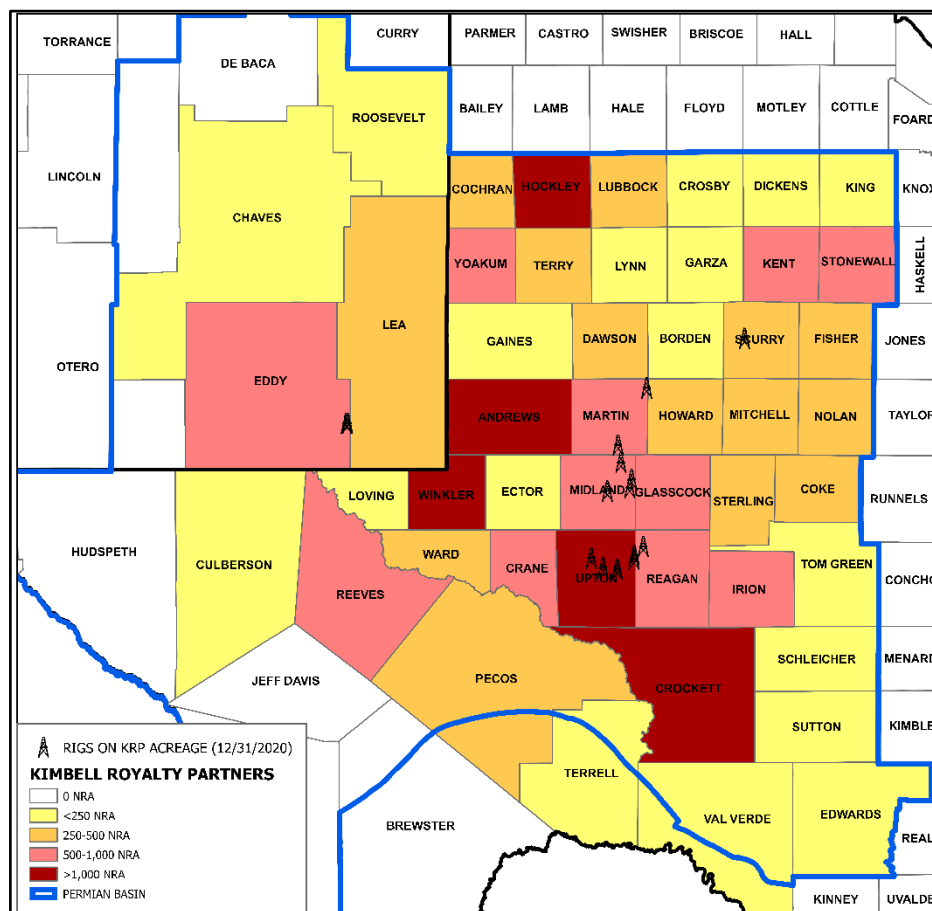 TORRANCE
CURRY
PARMER
CASTRO
SWISHER
BRISCOE
HALL
DE BACA
ROOSEVELT
BAILEY
LAMB
HALE
FLOYD
MOTLEY
COTTLE
FOARD
LINCOLN
CHAVES
COCHRAN
HOCKLEY
LUBBOCK
CROSBY
DICKENS
KING
KNOX
YOAKUM
TERRY
LYNN
GARZA
KENT
STONEWALL
HASKELL
OTERO
EDDY
LEA
GAINES
DAWSON
BORDEN
SCURRY
FISHER
JONES
ANDREWS
MARTIN
HOWARD
MITCHELL
NOLAN
TAYLOR
LOVING
WINKLER
ECTOR
MIDLAND
GLASSCOCK
STERLING
COKE
RUNNELS
HUDSPETH
CULBERSON
REEVES
WARD
CRANE
UPTON
REAGAN
IRION
TOM GREEN
CONCHO
JEFF DAVIS
PECOS
CROCKETT
SCHLEICHER
MENARD
SUTTON
KIMBLE
BREWSTER
TERRELL
VAL VERDE
EDWARDS
REAL
KINNEY
UVALDE
RIGS ON KRP ACREAGE (12/31/2020)
KIMBELL ROYALTY PARTNERS
0 NRA
<250 NRA
250-500 NRA
500-1,000 NRA
>1,000 NRA
PERMIAN BASIN